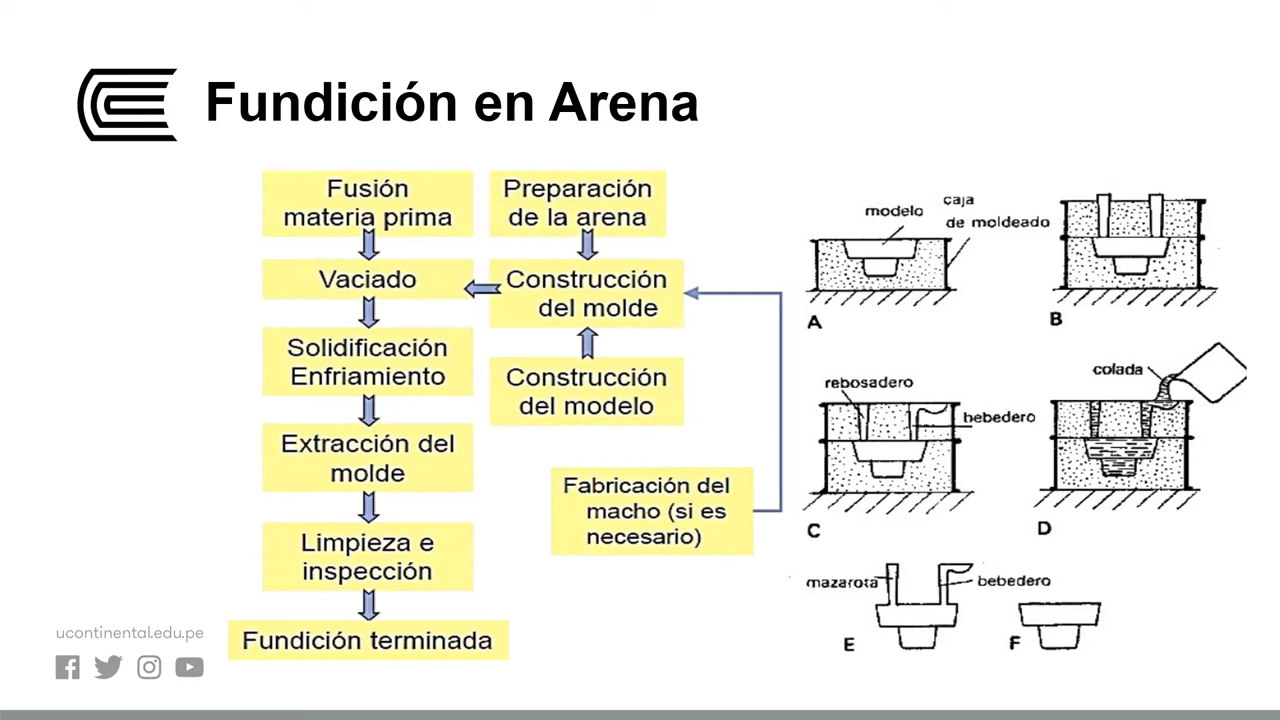 Fundición en Arena
Fusión
materia prima
Preparación
de la arena
Vaciado
Construcción
del molde
Solidificación
Enfriamiento
Construcción
del modelo
Extracción del
molde
Fabricación del
macho (si es
necesario)
Limpieza e
inspección
Fundición terminada
modelo
caja
de moldeado
A
B
rebosadero
bebedero
C
colada
D
mazarota
bebedero
E
F
ucontinental.edu.pe